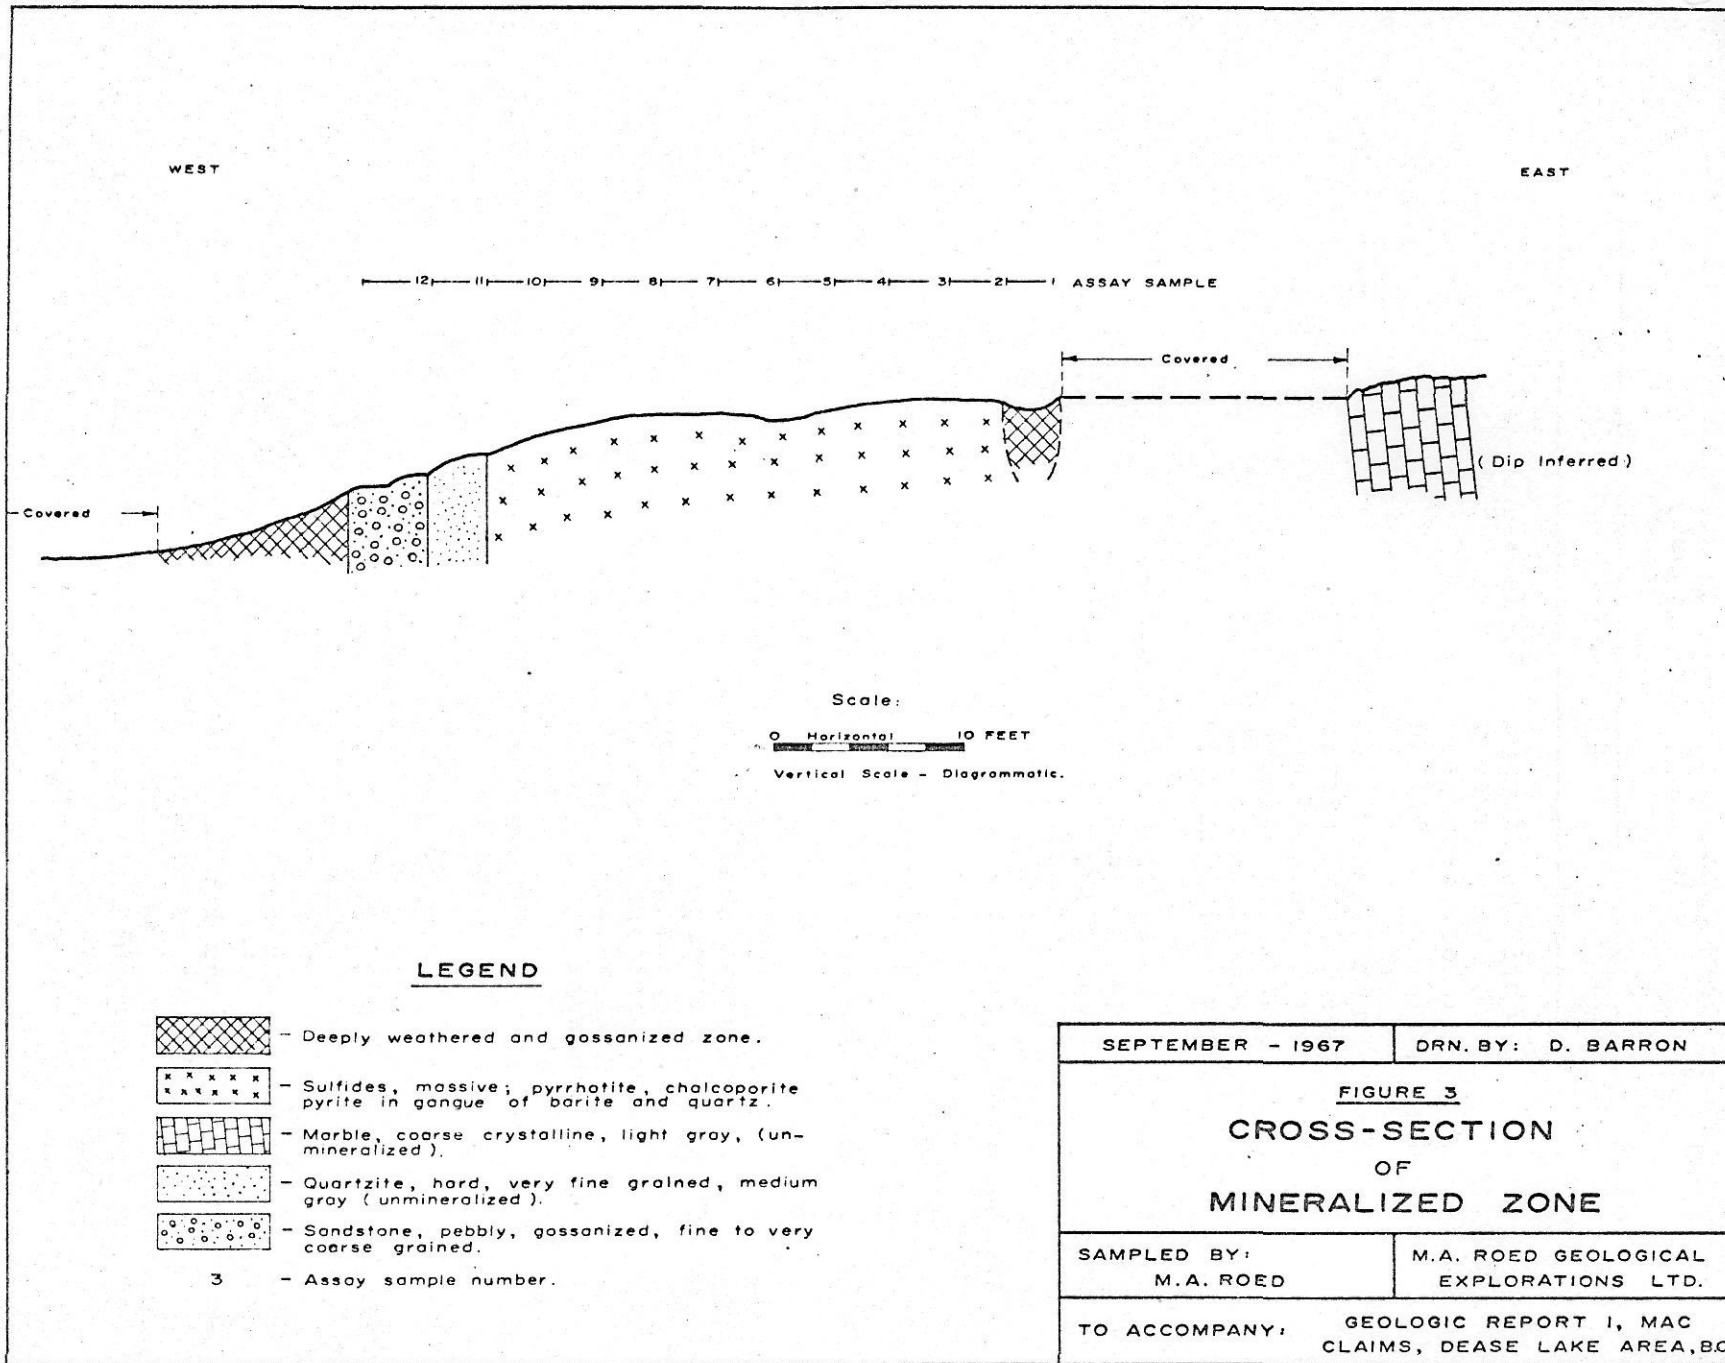 WEST
EAST
12 11 10 9 8 7 6 5 4 3 2 1 ASSAY SAMPLE
Covered
(Dip Inferred)
Covered
Scale:
0 Horizontal 10 FEET
Vertical Scale - Diagrammatic.
LEGEND
- Deeply weathered and gossanized zone.
- Sulfides, massive; pyrrhotite, chalcoporite
pyrite in gangue of barite and quartz.
- Marble, coarse crystalline, light gray, (un-
mineralized).
- Quartzite, hard, very fine grained, medium
gray (unmineralized).
- Sandstone, pebbly, gossanized, fine to very
coarse grained.
3 - Assay sample number.
SEPTEMBER - 1967
DRN. BY: D. BARRON
FIGURE 3
CROSS-SECTION
OF
MINERALIZED ZONE
SAMPLED BY:
M.A. ROED
M.A. ROED GEOLOGICAL
EXPLORATIONS LTD.
TO ACCOMPANY:
GEOLOGIC REPORT 1, MAC
CLAIMS, DEASE LAKE AREA, B.C